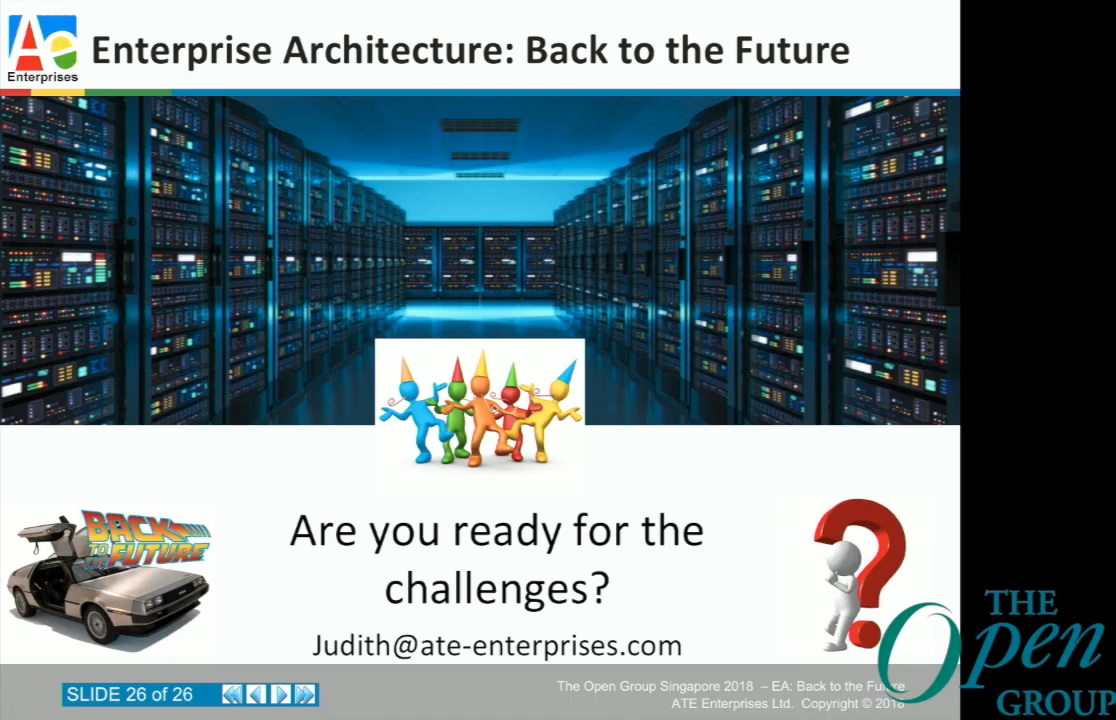 Ae
Enterprises
Enterprise Architecture: Back to the Future
BACK
TO THE
FUTURE
Are you ready for the
challenges?
Judith@ate-enterprises.com
SLIDE 26 of 26
The Open Group Singapore 2018 – EA: Back to the Future
ATE Enterprises Ltd. Copyright © 2018
THE
Open
GROUP